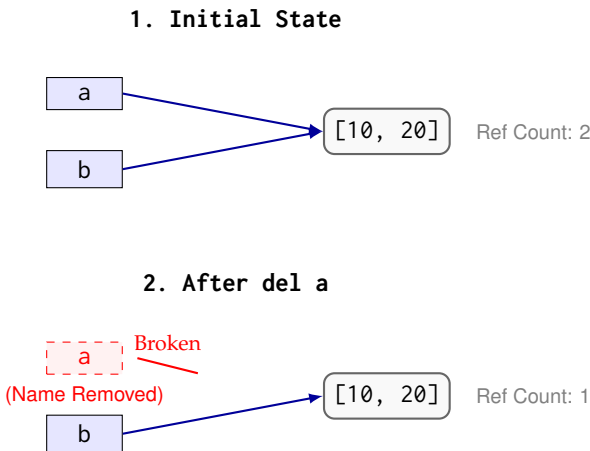 1. Initial State
a
[10, 20] Ref Count: 2
b
2. After del a
Broken
a
(Name Removed)
[10, 20] Ref Count: 1
b